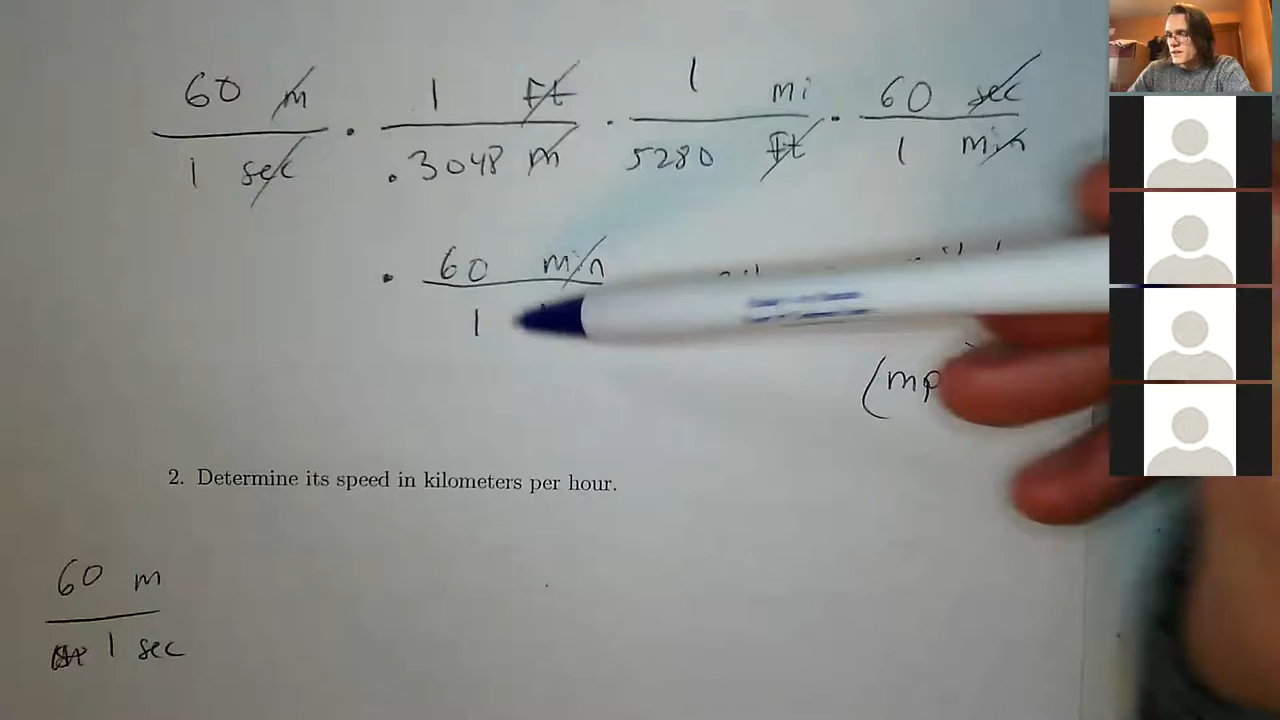 60 m 1 ft 1 mi 60 sec
1 sec · .3048 m · 5280 ft · 1 min
· 60 min
1
(mp
2. Determine its speed in kilometers per hour.
60 m
1 sec